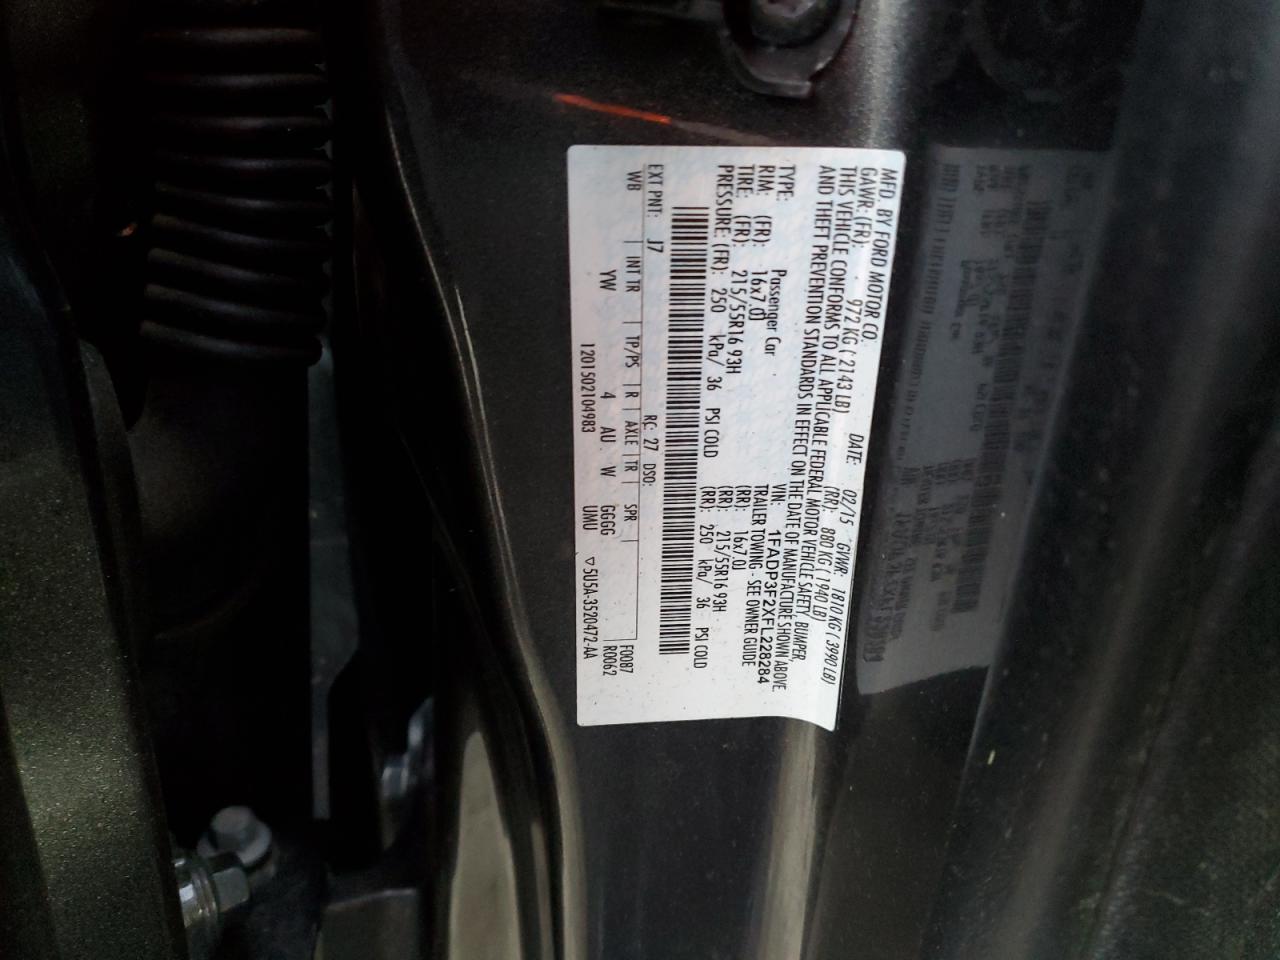 MFD. BY FORD MOTOR CO.
DATE: 02/15 GVWR: 1810 KG ( 3990 LB)
GAWR: (FR): 972 KG ( 2143 LB) (RR): 880 KG ( 1940 LB)
THIS VEHICLE CONFORMS TO ALL APPLICABLE FEDERAL MOTOR VEHICLE SAFETY, BUMPER,
AND THEFT PREVENTION STANDARDS IN EFFECT ON THE DATE OF MANUFACTURE SHOWN ABOVE.
VIN: 1FADP3F2XFL228284
TYPE: Passenger Car TRAILER TOWING - SEE OWNER GUIDE
RIM: (FR): 16x7.0J (RR): 16x7.0J
TIRE: (FR): 215/55R16 93H (RR): 215/55R16 93H
PRESSURE: (FR): 250 kPa/ 36 PSI COLD (RR): 250 kPa/ 36 PSI COLD
EXT PNT: J7 RC: 27 DSO:
WB INT TR TP/PS R AXLE TR SPR F0087
YW 4 AU W GGGG R0062
UMU
1201502104983 ▽5U5A-3520472-AA